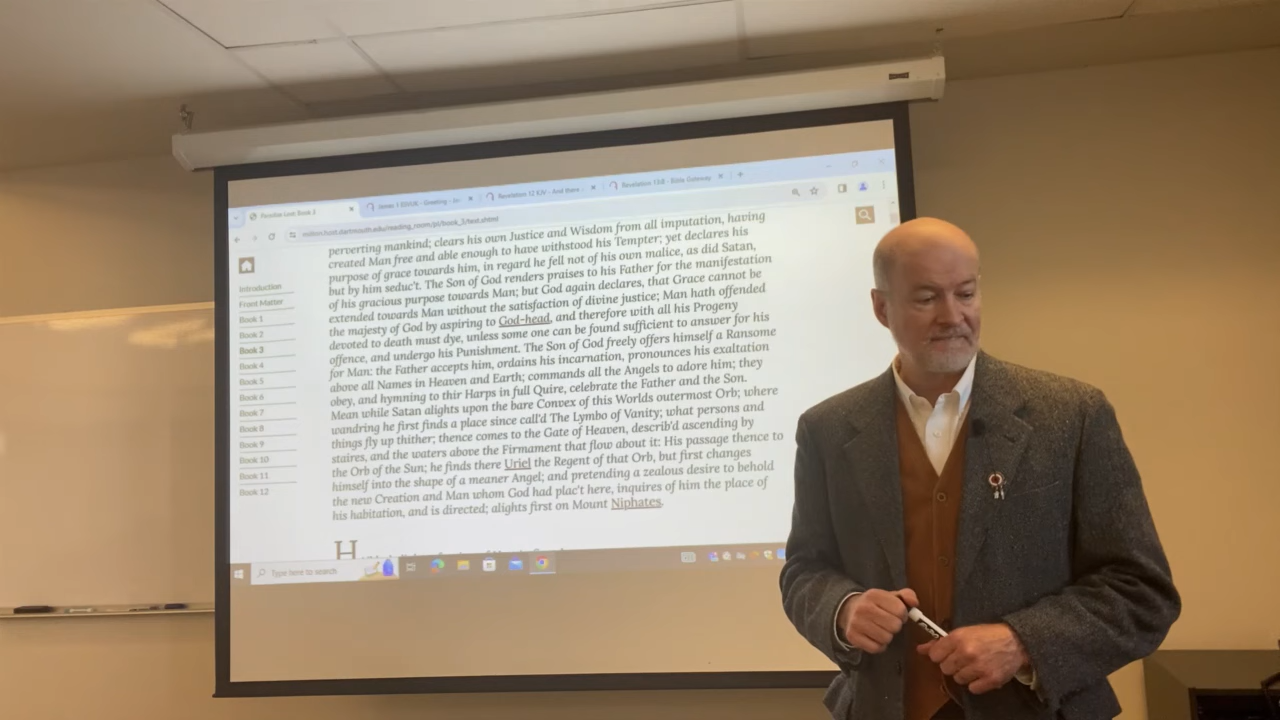 Paradise Lost: Book 3
James 1 ESVUK - Greeting -
Revelation 12 KJV - And there
Revelation 13:8 - Bible Gateway
milton.host.dartmouth.edu/reading_room/pl/book_3/text.shtml
Introduction
Front Matter
Book 1
Book 2
Book 3
Book 4
Book 5
Book 6
Book 7
Book 8
Book 9
Book 10
Book 11
Book 12
perverting mankind; clears his own Justice and Wisdom from all imputation, having
created Man free and able enough to have withstood his Tempter; yet declares his
purpose of grace towards him, in regard he fell not of his own malice, as did Satan,
but by him seduc't. The Son of God renders praises to his Father for the manifestation
of his gracious purpose towards Man; but God again declares, that Grace cannot be
extended towards Man without the satisfaction of divine justice; Man hath offended
the majesty of God by aspiring to God-head, and therefore with all his Progeny
devoted to death must dye, unless some one can be found sufficient to answer for his
offence, and undergo his Punishment. The Son of God freely offers himself a Ransome
for Man: the Father accepts him, ordains his incarnation, pronounces his exaltation
above all Names in Heaven and Earth; commands all the Angels to adore him; they
obey, and hymning to thir Harps in full Quire, celebrate the Father and the Son.
Mean while Satan alights upon the bare Convex of this Worlds outermost Orb; where
wandring he first finds a place since call'd The Lymbo of Vanity; what persons and
things fly up thither; thence comes to the Gate of Heaven, describ'd ascending by
staires, and the waters above the Firmament that flow about it: His passage thence to
the Orb of the Sun; he finds there Uriel the Regent of that Orb, but first changes
himself into the shape of a meaner Angel; and pretending a zealous desire to behold
the new Creation and Man whom God had plac't here, inquires of him the place of
his habitation, and is directed; alights first on Mount Niphates.
H
Type here to search